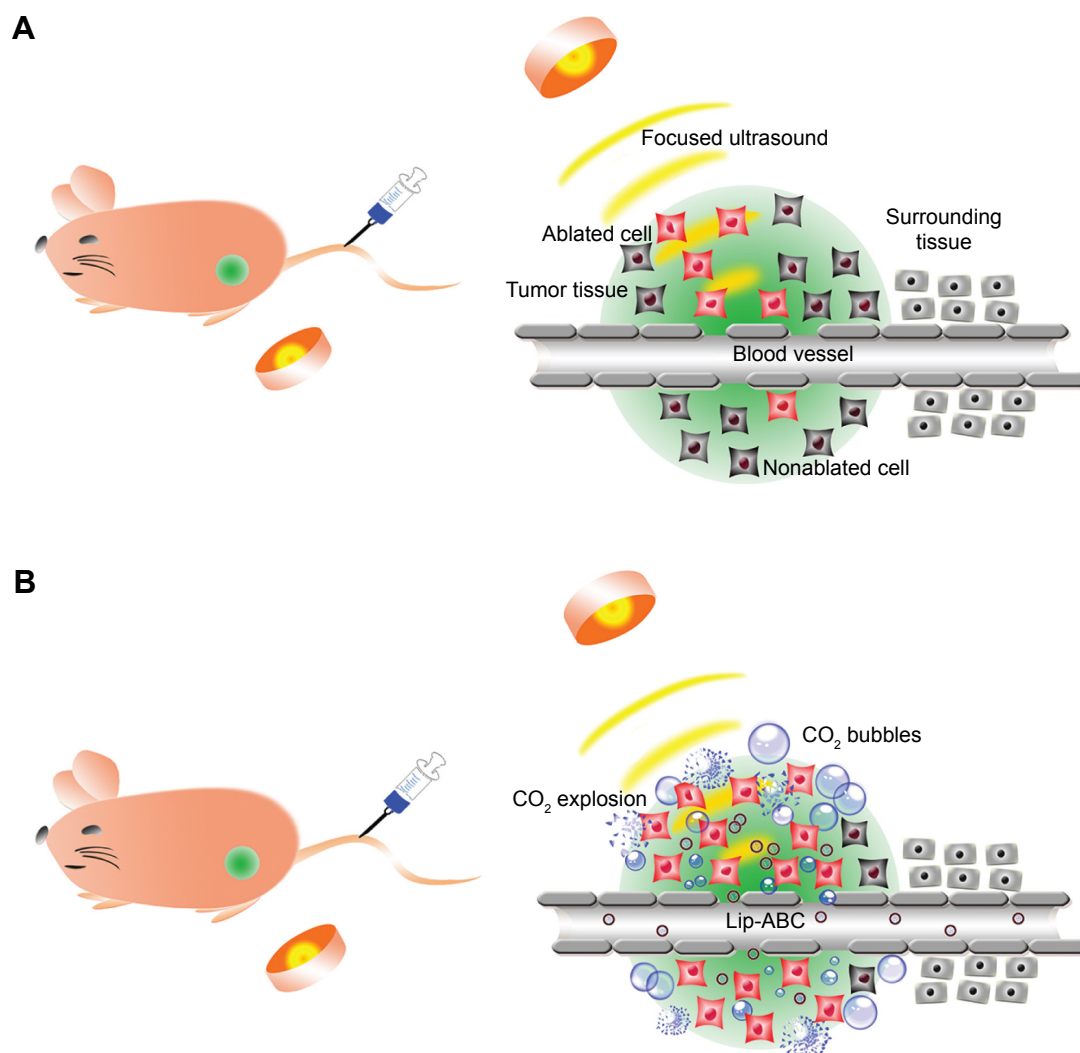 A
Focused ultrasound
Ablated cell
Surrounding
tissue
Tumor tissue
Blood vessel
Nonablated cell
B
CO₂ bubbles
CO₂ explosion
Lip-ABC